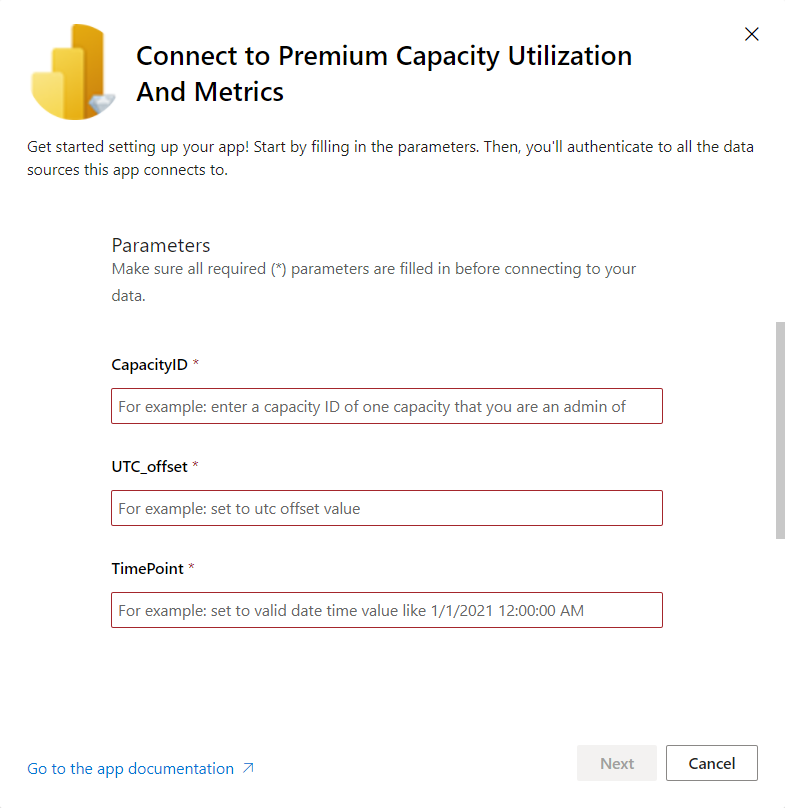 Connect to Premium Capacity Utilization
And Metrics
Get started setting up your app! Start by filling in the parameters. Then, you'll authenticate to all the data
sources this app connects to.
Parameters
Make sure all required (*) parameters are filled in before connecting to your
data.
CapacityID *
For example: enter a capacity ID of one capacity that you are an admin of
UTC_offset *
For example: set to utc offset value
TimePoint *
For example: set to valid date time value like 1/1/2021 12:00:00 AM
Go to the app documentation
Next
Cancel